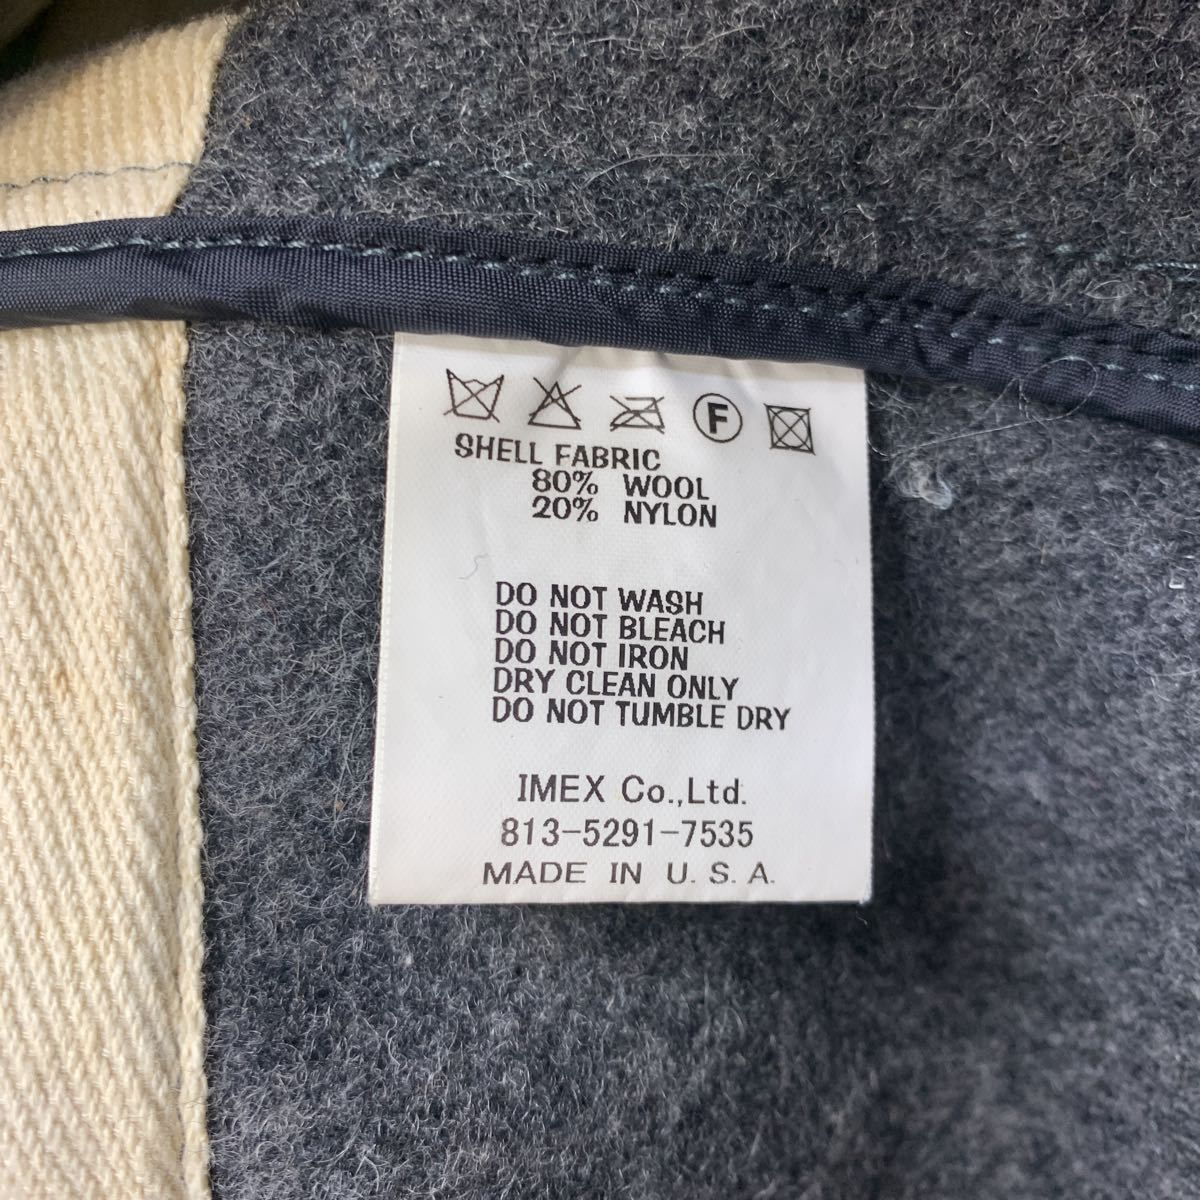 F
SHELL FABRIC
80% WOOL
20% NYLON
DO NOT WASH
DO NOT BLEACH
DO NOT IRON
DRY CLEAN ONLY
DO NOT TUMBLE DRY
IMEX Co.,Ltd.
813-5291-7535
MADE IN U. S. A.